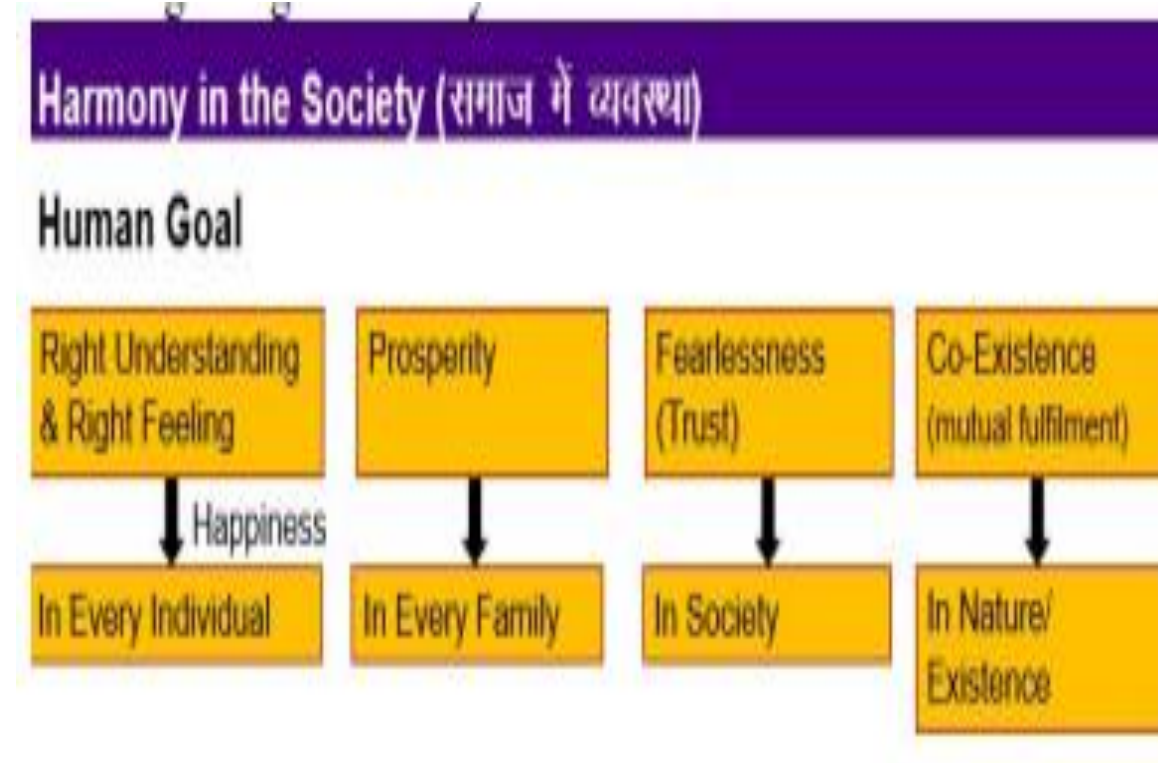 Harmony in the Society (समाज में व्यवस्था)
Human Goal
Right Understanding
& Right Feeling
Prosperity
Fearlessness
(Trust)
Co-Existence
(mutual fulfilment)
Happiness
In Every Individual
In Every Family
In Society
In Nature/
Existence